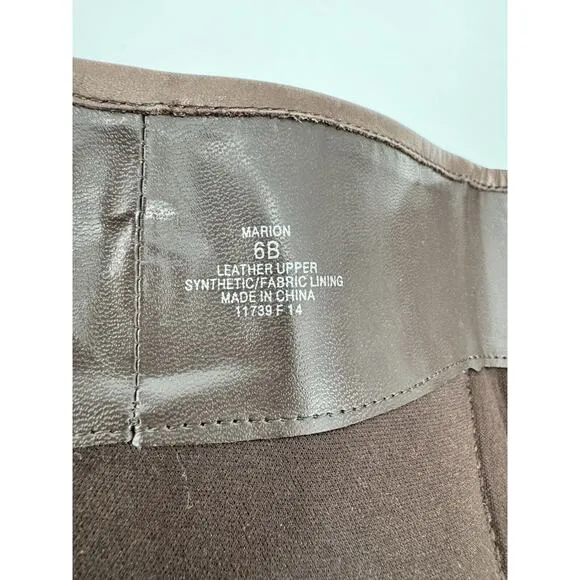 MARION
6B
LEATHER UPPER
SYNTHETIC/FABRIC LINING
MADE IN CHINA
11739 F 14